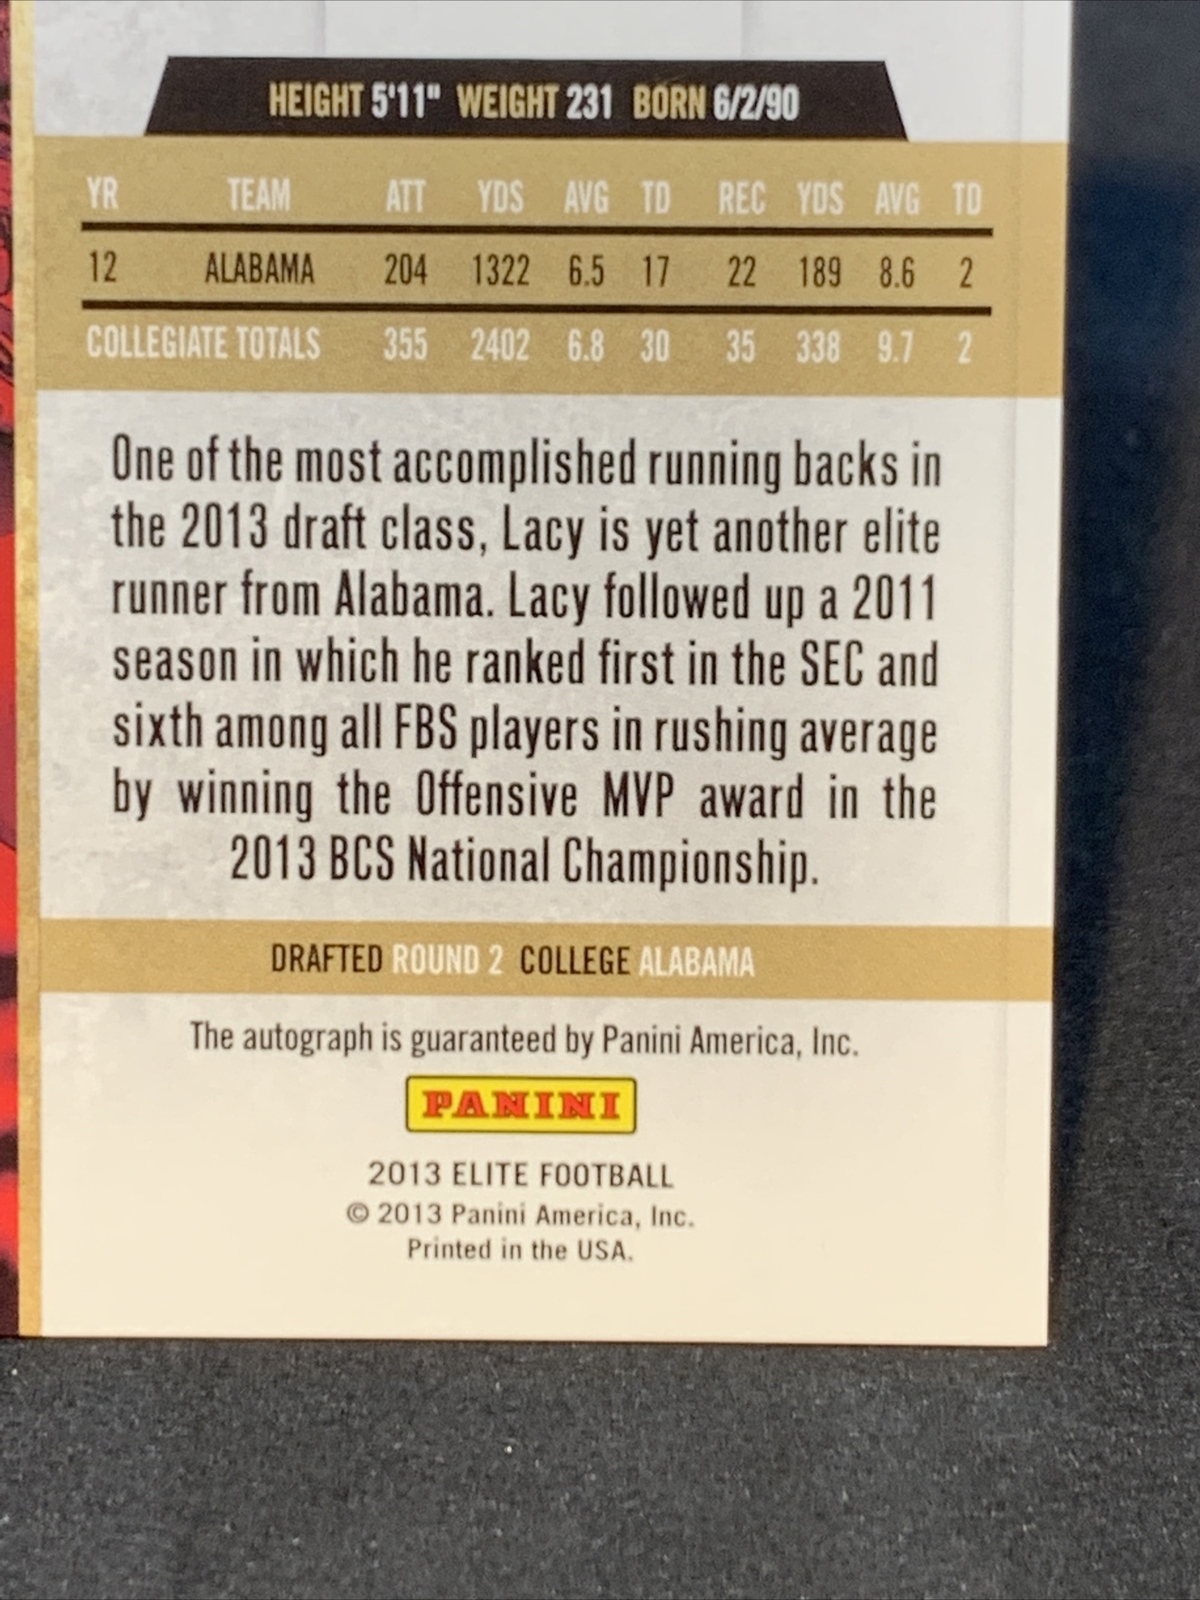 HEIGHT 5'11" WEIGHT 231 BORN 6/2/90
YR TEAM ATT YDS AVG TD REC YDS AVG TD
12 ALABAMA 204 1322 6.5 17 22 189 8.6 2
COLLEGIATE TOTALS 355 2402 6.8 30 35 338 9.7 2
One of the most accomplished running backs in
the 2013 draft class, Lacy is yet another elite
runner from Alabama. Lacy followed up a 2011
season in which he ranked first in the SEC and
sixth among all FBS players in rushing average
by winning the Offensive MVP award in the
2013 BCS National Championship.
DRAFTED ROUND 2 COLLEGE ALABAMA
The autograph is guaranteed by Panini America, Inc.
PANINI
2013 ELITE FOOTBALL
© 2013 Panini America, Inc.
Printed in the USA.